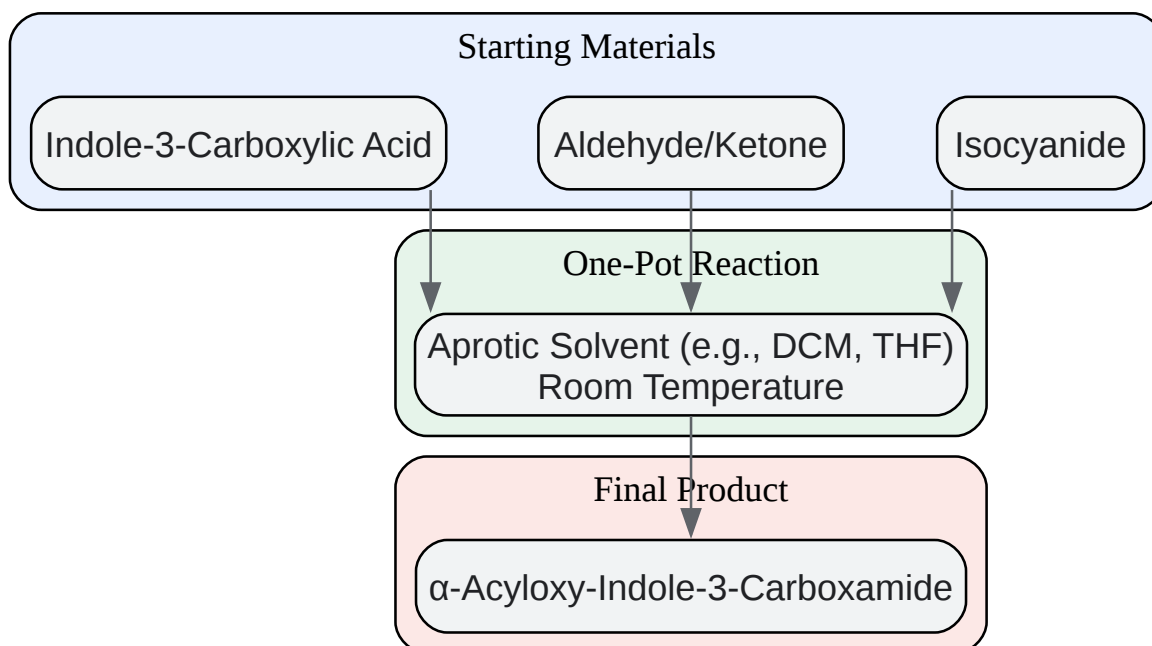 Starting Materials
Indole-3-Carboxylic Acid
Aldehyde/Ketone
Isocyanide
One-Pot Reaction
Aprotic Solvent (e.g., DCM, THF)
Room Temperature
Final Product
α-Acyloxy-Indole-3-Carboxamide